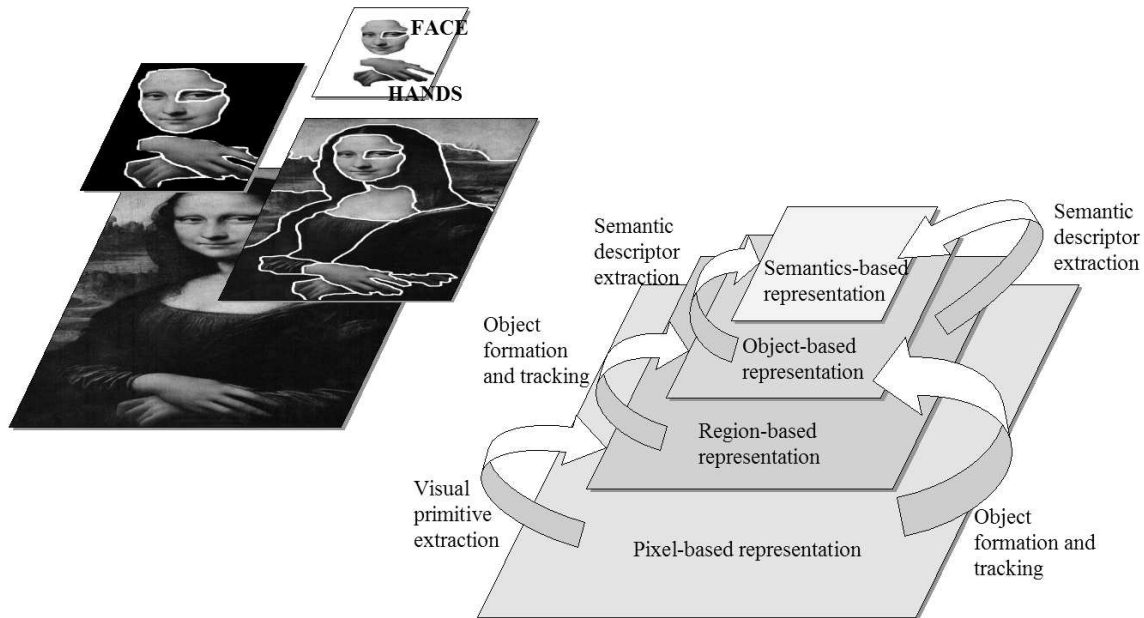 FACE
HANDS
Semantic
descriptor
extraction
Semantics-based
representation
Semantic
descriptor
extraction
Object
formation
and tracking
Object-based
representation
Region-based
representation
Visual
primitive
extraction
Pixel-based representation
Object
formation and
tracking